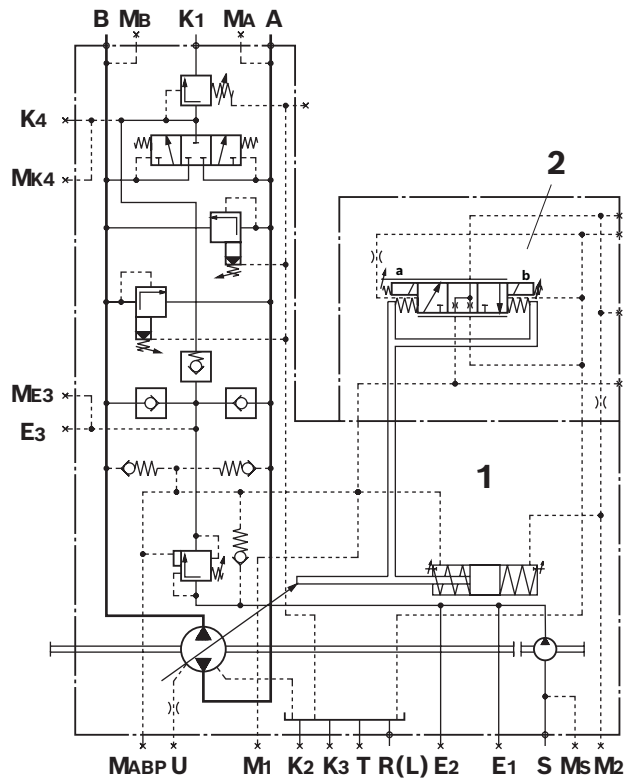 B MB K1 MA A
K4
MK4
2
a b
ME3
E3
1
MABP U M1 K2 K3 T R(L) E2 E1 S MS M2